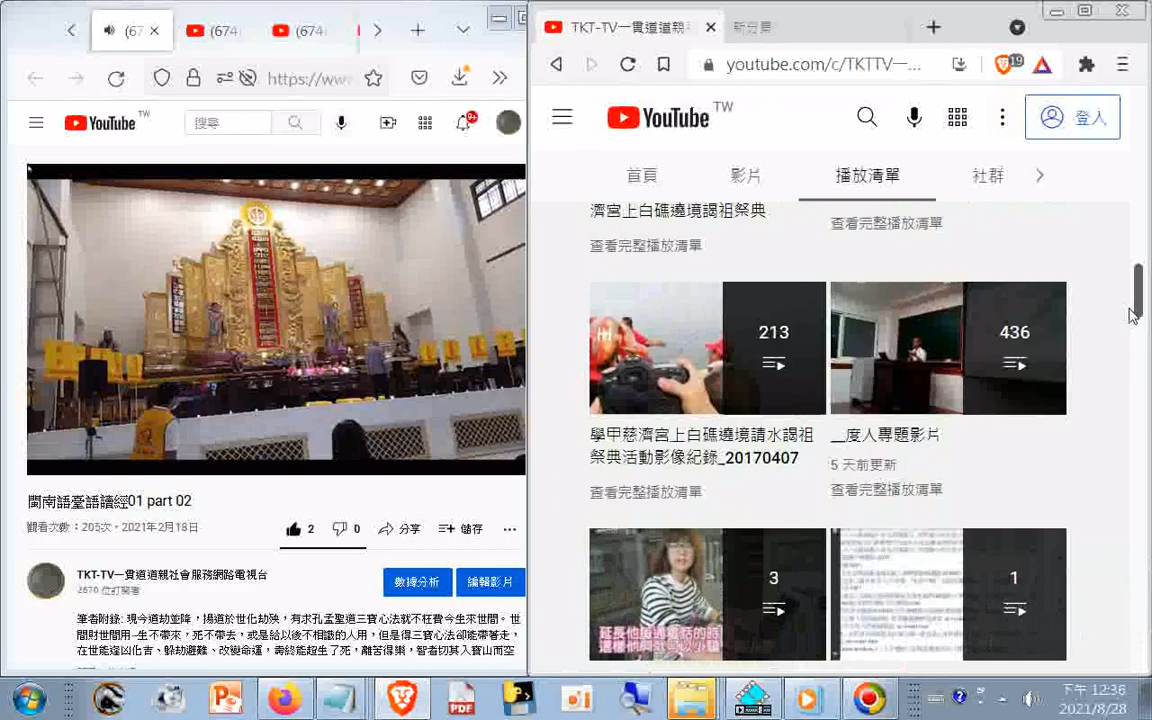 (67
(674
(674
https://www
YouTube
TW
搜尋
9+
閩南語臺語讀經01 part 02
觀看次數：205次・2021年2月18日
2
0
分享
儲存
TKT-TV一貫道道親社會服務網路電視台
2670 位訂閱者
數據分析
編輯影片
筆者附錄: 現今道劫並降，揚道於世化劫殃，有求孔孟聖道三寶心法就不枉費今生來世間。世
間財世間用─生不帶來，死不帶去，或是給以後不相識的人用，但是得三寶心法卻能帶著走，
在世能逢凶化吉、躲劫避難、改變命運，壽終能超生了死，離苦得樂，智者切莫入寶山而空
TKT-TV一貫道道親
新分頁
youtube.com/c/TKTTV一...
19
YouTube
TW
登入
首頁
影片
播放清單
社群
濟宮上白礁遶境謁祖祭典
查看完整播放清單
查看完整播放清單
213
學甲慈濟宮上白礁遶境請水謁祖
祭典活動影像紀錄_20170407
查看完整播放清單
436
__度人專題影片
5 天前更新
查看完整播放清單
3
1
PDF
下午 12:36
2021/8/28